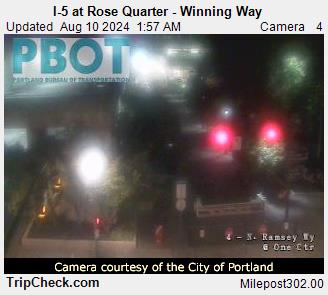 I-5 at Rose Quarter - Winning Way
Updated Aug 10 2024 1:57 AM Camera 4
PBOT
PORTLAND BUREAU OF TRANSPORTATION
4 - N. Ramsey Wy
@ One Ctr
Camera courtesy of the City of Portland
TripCheck.com Milepost302.00